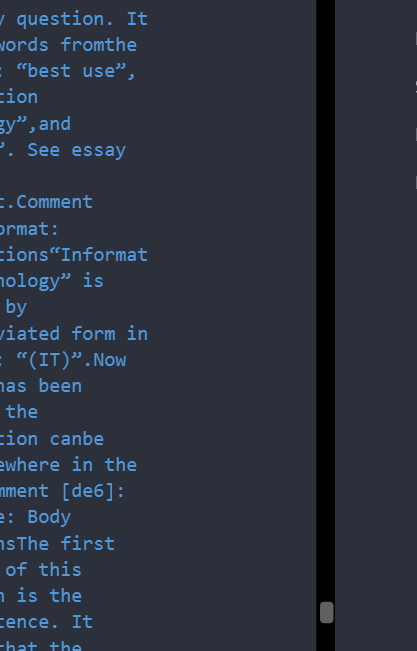 question. It
words fromthe
: “best use”,
tion
gy”,and
”. See essay
t.Comment
ormat:
tions“Informat
nology” is
by
viated form in
: “(IT)”.Now
has been
the
tion canbe
ewhere in the
mment [de6]:
e: Body
nsThe first
of this
n is the
tence. It
that the